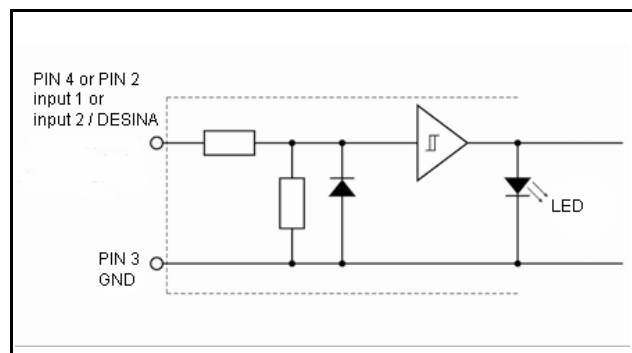 PIN 4 or PIN 2
input 1 or
input 2 / DESINA
LED
PIN 3
GND